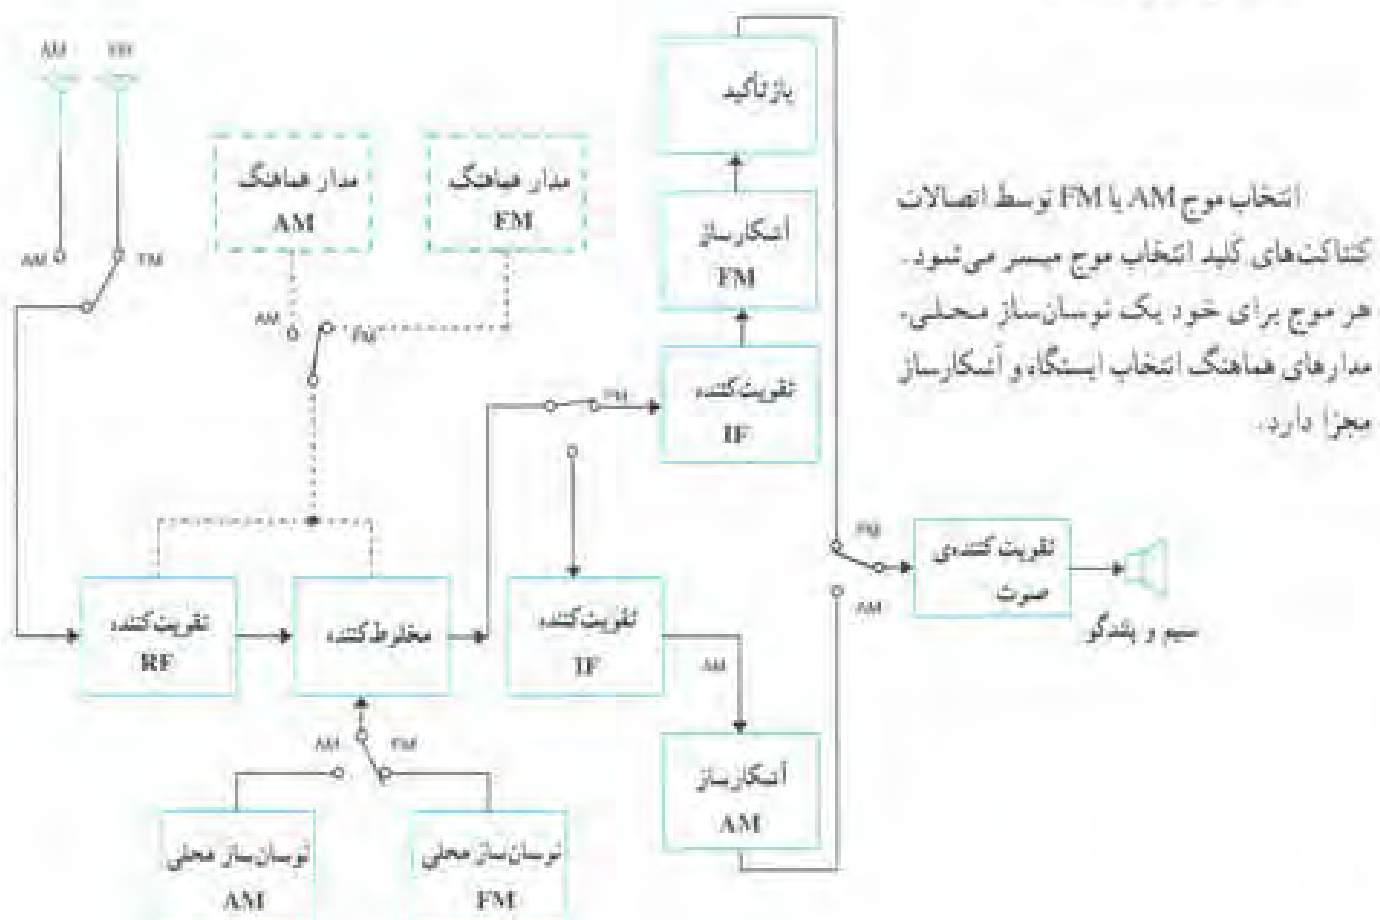 AM FM
بازتأکید
مدار هماهنگ
AM
مدار هماهنگ
FM
آشکارساز
FM
انتخاب موج AM یا FM توسط اتصالات
کنتاکت‌های کلید انتخاب موج میسر می‌شود.
هر موج برای خود یک نوسان‌ساز محلی،
مدارهای هماهنگ انتخاب ایستگاه و آشکارساز
مجزا دارد.
AM FM
AM FM
تقویت‌کننده
IF
FM
تقویت‌کننده
RF
مخلوط‌کننده
تقویت‌کننده
IF
AM
FM
AM
تقویت‌کننده‌ی
صوت
سیم و بلندگو
AM FM
آشکارساز
AM
نوسان‌ساز محلی
AM
نوسان‌ساز محلی
FM